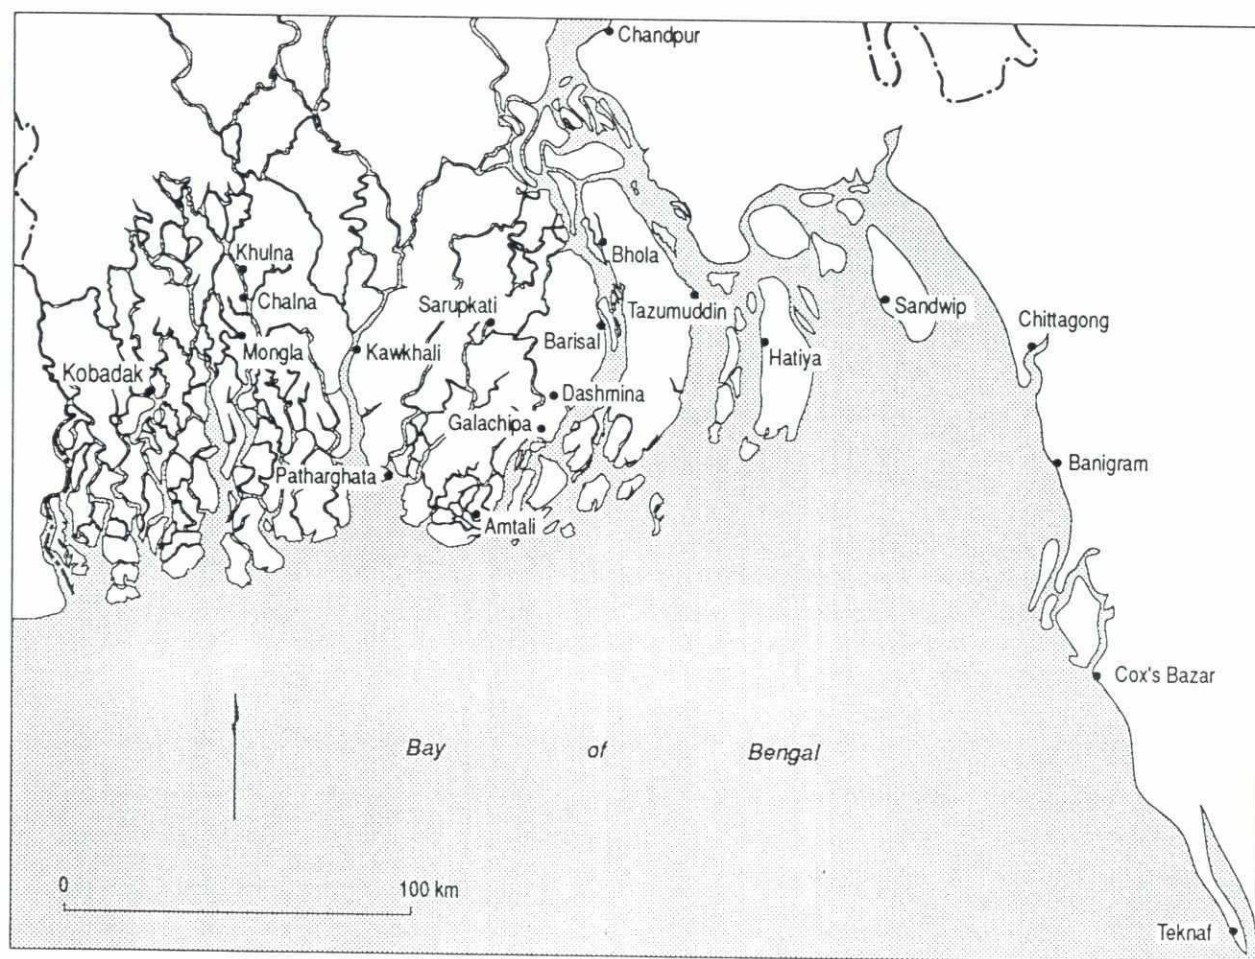 Chandpur
Khulna
Bhola
Chalna
Sarupkati
Tazumuddin
Sandwip
Chittagong
Barisal
Mongla
Kawkhali
Hatiya
Kobadak
Dashmina
Galachipa
Banigram
Patharghata
Amtali
Cox's Bazar
Bay of Bengal
0 100 km
Teknaf